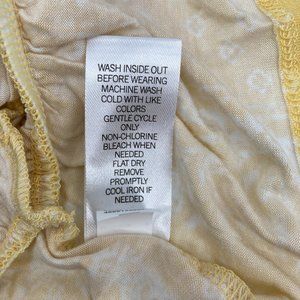 WASH INSIDE OUT
BEFORE WEARING
MACHINE WASH
COLD WITH LIKE
COLORS
GENTLE CYCLE
ONLY
NON-CHLORINE
BLEACH WHEN
NEEDED
FLAT DRY
REMOVE
PROMPTLY
COOL IRON IF
NEEDED